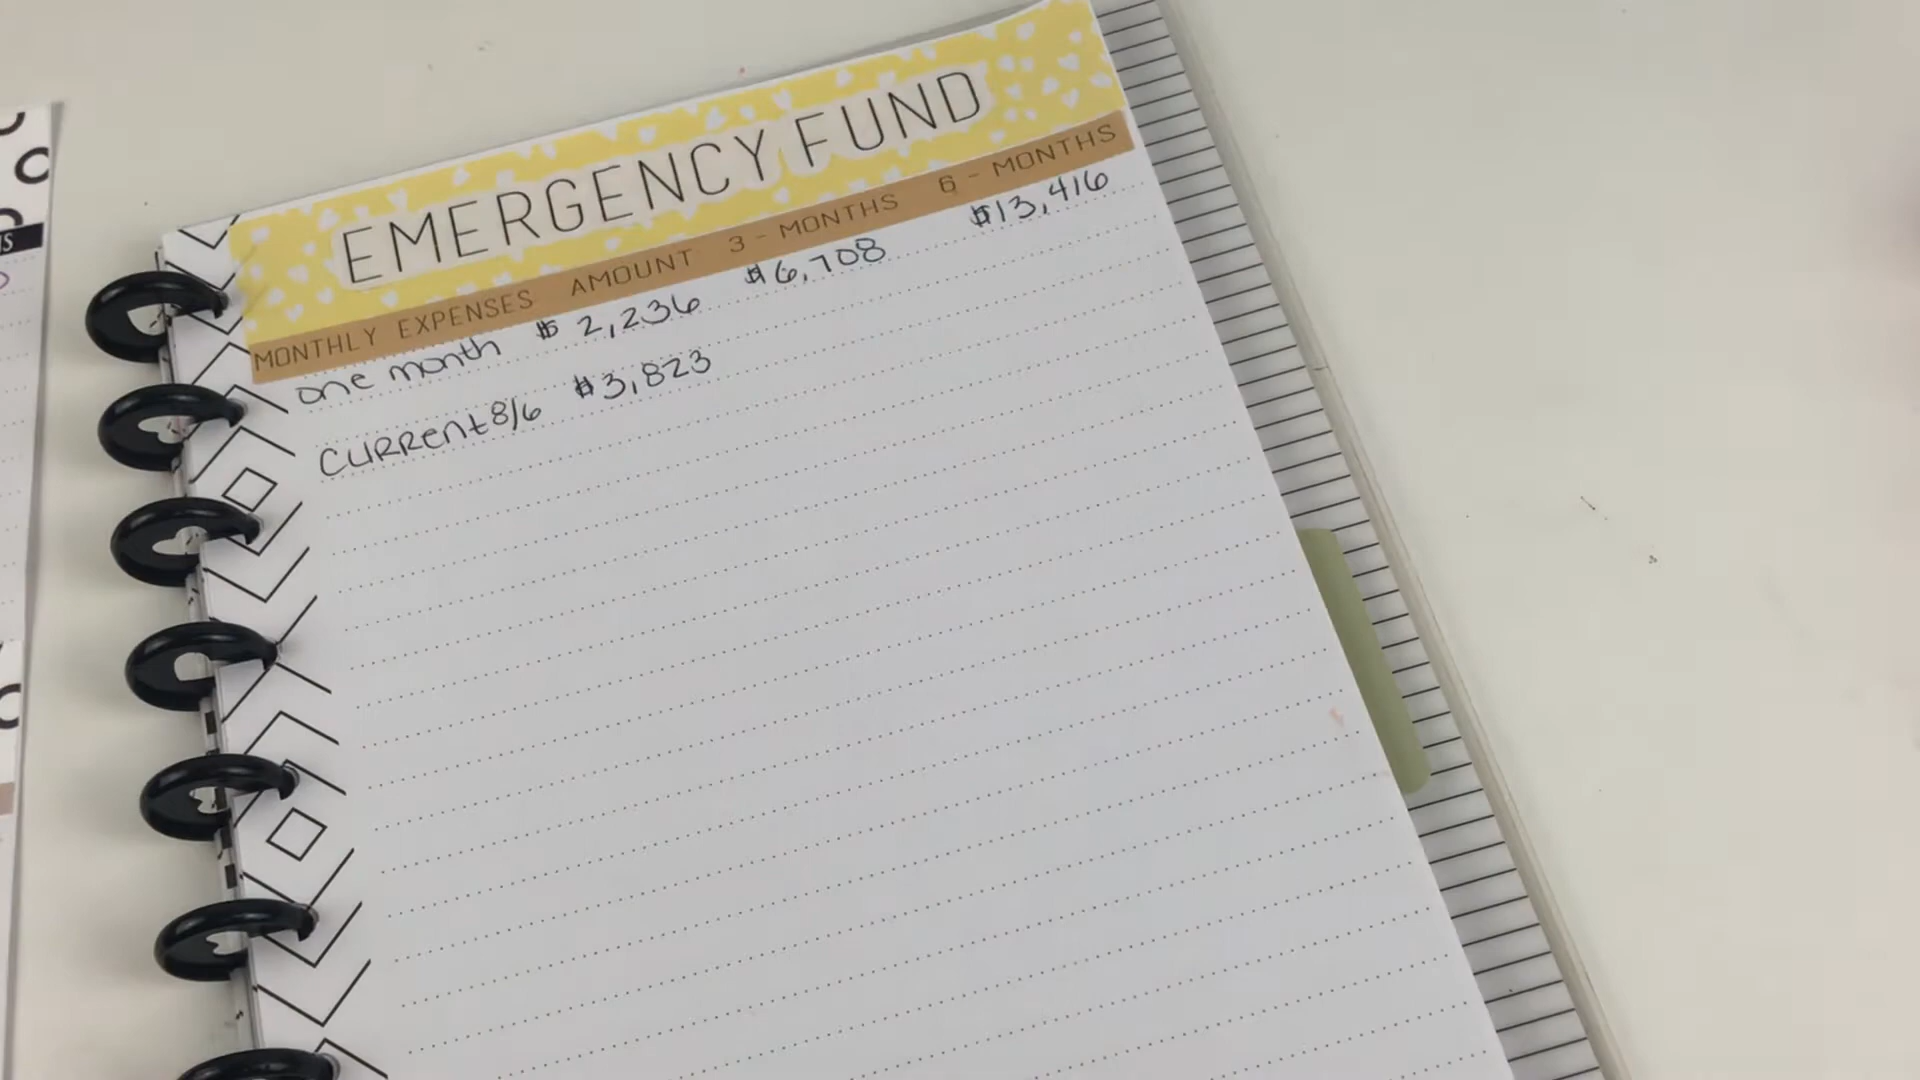 EMERGENCY FUND
MONTHLY EXPENSES AMOUNT 3 - MONTHS 6 - MONTHS
one month $ 2,236 $6,708 $13,416
CURRENT 8/6 $3,823